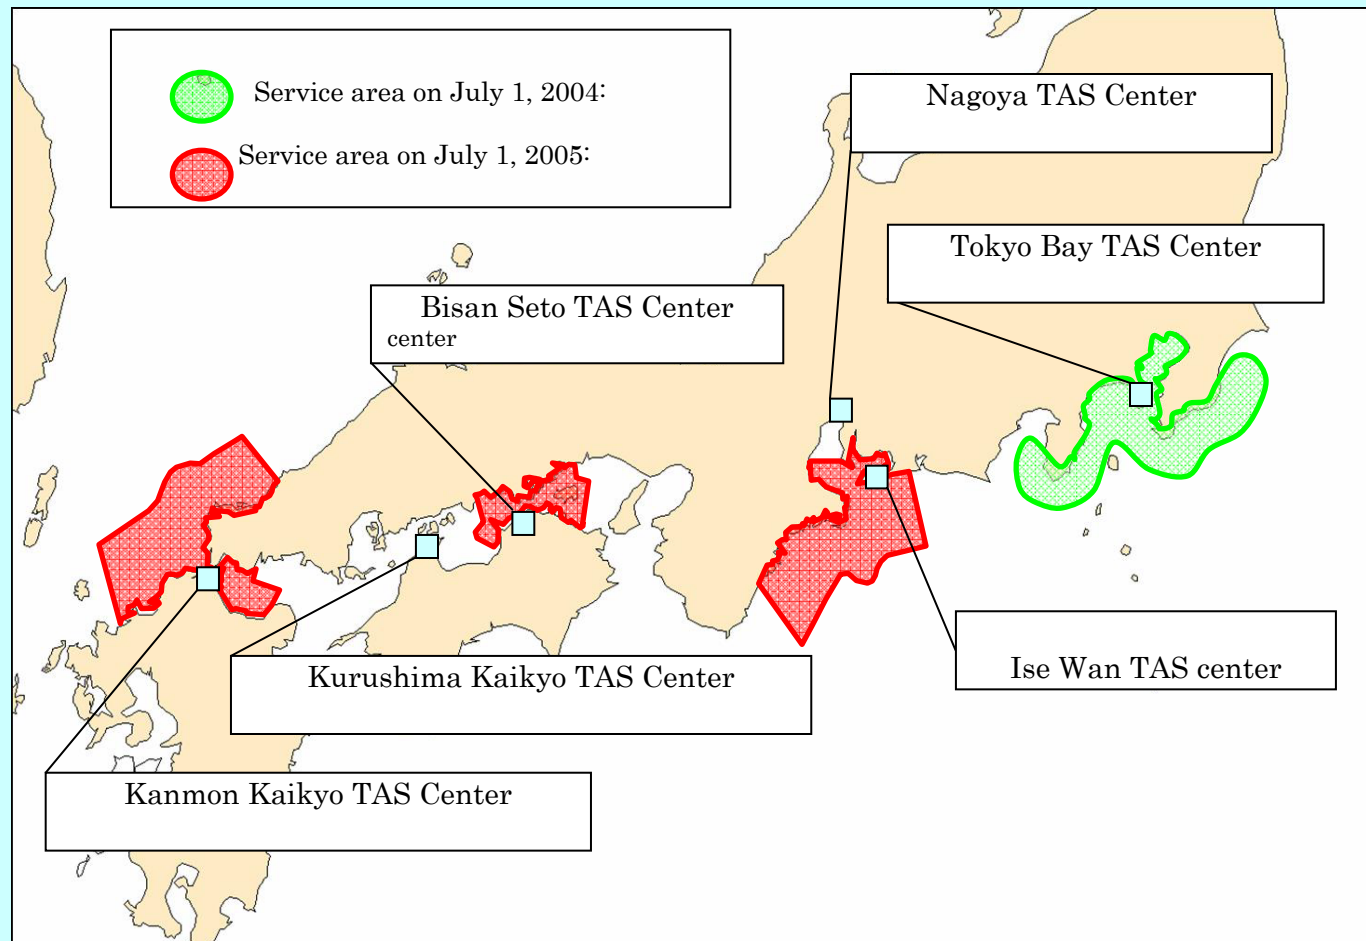 Service area on July 1, 2004:
Service area on July 1, 2005:
Nagoya TAS Center
Tokyo Bay TAS Center
Bisan Seto TAS Center
center
Ise Wan TAS center
Kurushima Kaikyo TAS Center
Kanmon Kaikyo TAS Center